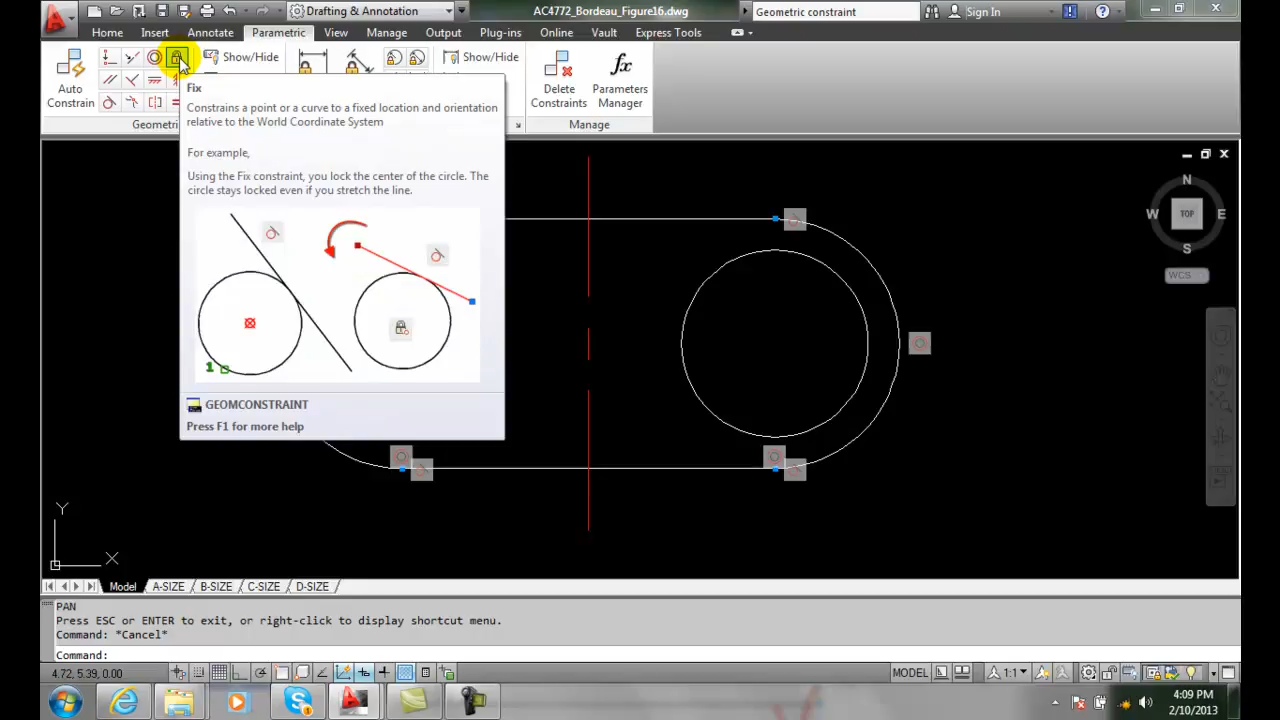 Drafting & Annotation
AC4772_Bordeau_Figure16.dwg
Geometric constraint
Sign In
Home Insert Annotate Parametric View Manage Output Plug-ins Online Vault Express Tools
Show/Hide
Show/Hide
Auto
Constrain
Delete
Constraints
Parameters
Manager
Geometri
Manage
Fix
Constrains a point or a curve to a fixed location and orientation
relative to the World Coordinate System
For example,
Using the Fix constraint, you lock the center of the circle. The
circle stays locked even if you stretch the line.
1
GEOMCONSTRAINT
Press F1 for more help
N
W TOP E
S
WCS
Y
X
Model A-SIZE B-SIZE C-SIZE D-SIZE
PAN
Press ESC or ENTER to exit, or right-click to display shortcut menu.
Command: *Cancel*
Command:
4.72, 5.39, 0.00
MODEL
1:1
4:09 PM
2/10/2013